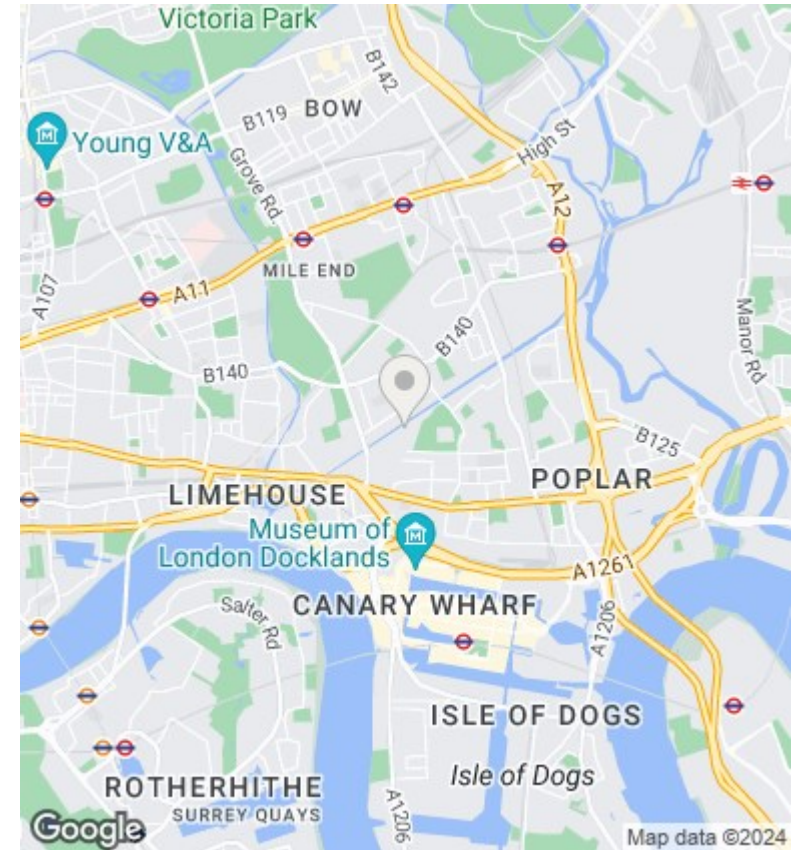 Victoria Park
B142
BOW
B119
Young V&A
High St
Grove Rd.
A12
MILE END
A107
A11
B140
Manor Rd
B140
B125
POPLAR
LIMEHOUSE
Museum of
London Docklands
A1261
CANARY WHARF
Salter Rd
A1206
ISLE OF DOGS
Isle of Dogs
ROTHERHITHE
SURREY QUAYS
A1206
Google
Map data ©2024